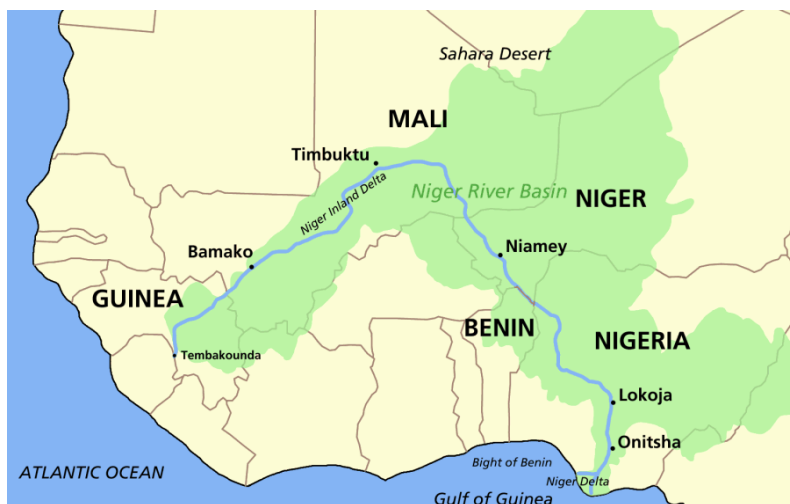 Sahara Desert
MALI
Timbuktu
Niger Inland Delta
Niger River Basin
NIGER
Bamako
Niamey
GUINEA
BENIN
NIGERIA
Tembakounda
Lokoja
Onitsha
Bight of Benin
ATLANTIC OCEAN
Niger Delta
Gulf of Guinea